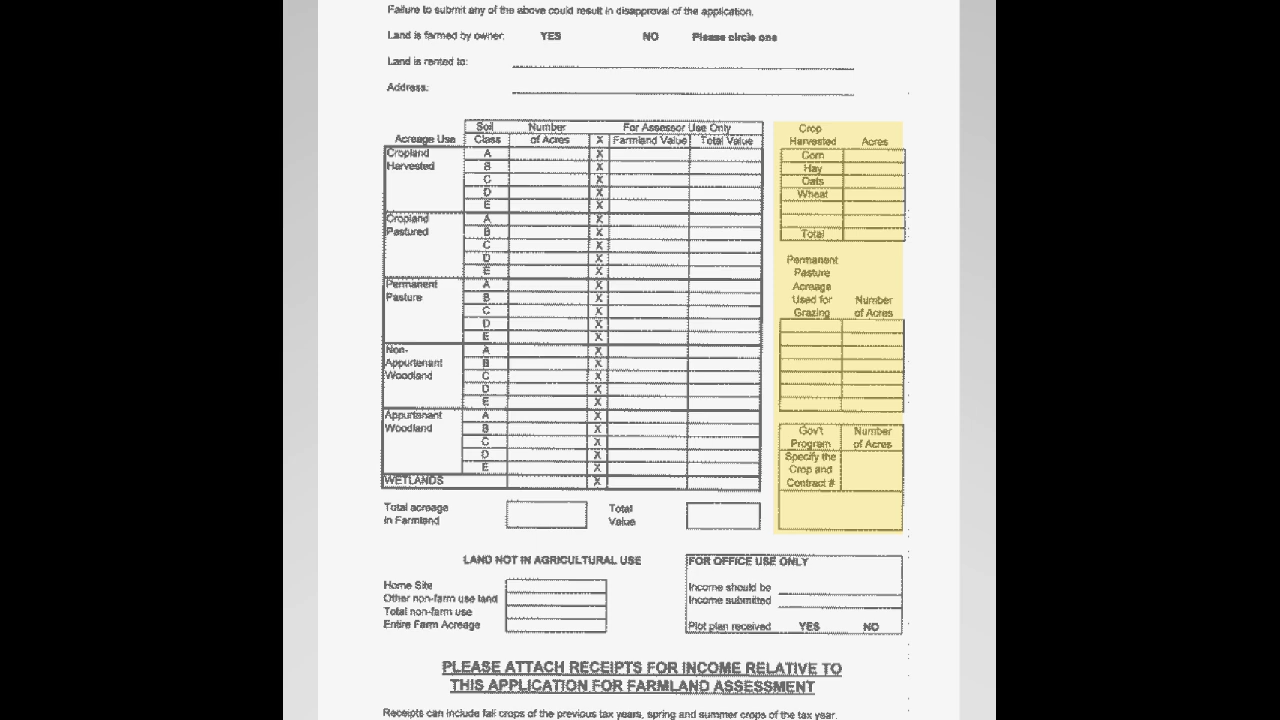 Failure to submit any of the above could result in disapproval of the application.
Land is farmed by owner: YES NO Please circle one
Land is rented to:
Address:
Soil Number For Assessor Use Only
Acreage Use Class of Acres X Farmland Value Total Value
Cropland A X
Harvested B X
C X
D X
E X
Cropland A X
Pastured B X
C X
D X
E X
Permanent A X
Pasture B X
C X
D X
E X
Non- A X
Appurtenant B X
Woodland C X
D X
E X
Appurtenant A X
Woodland B X
C X
D X
E X
WETLANDS X
Total acreage Total
in Farmland Value
Crop
Harvested Acres
Corn
Hay
Oats
Wheat
Total
Permanent
Pasture
Acreage
Used for Number
Grazing of Acres
Gov't Number
Program of Acres
Specify the
Crop and
Contract #
LAND NOT IN AGRICULTURAL USE
Home Site
Other non-farm use land
Total non-farm use
Entire Farm Acreage
FOR OFFICE USE ONLY
Income should be
Income submitted
Plot plan received YES NO
PLEASE ATTACH RECEIPTS FOR INCOME RELATIVE TO
THIS APPLICATION FOR FARMLAND ASSESSMENT
Receipts can include fall crops of the previous tax years, spring and summer crops of the tax year.